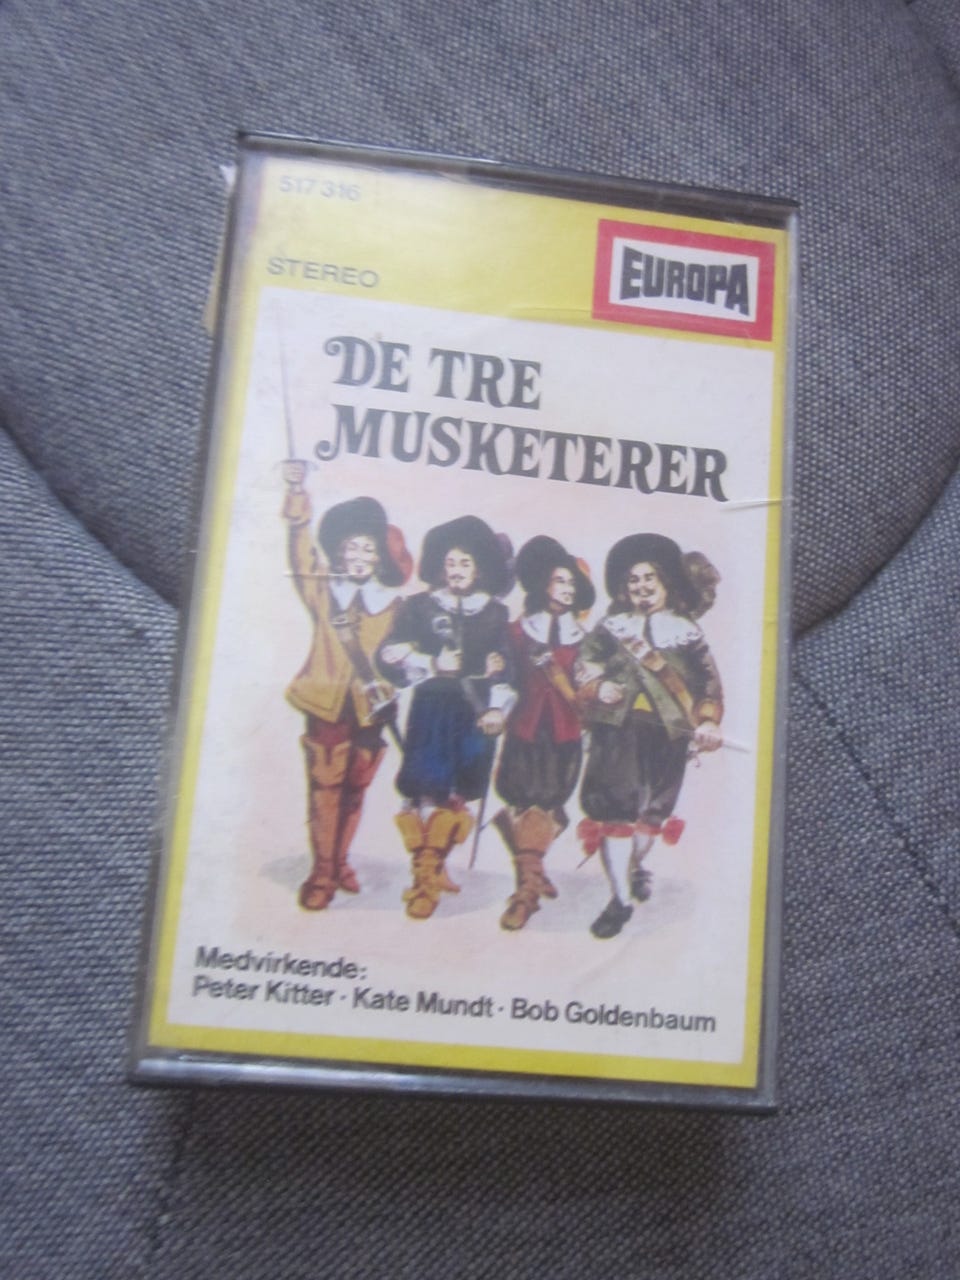 517 316
STEREO
EUROPA
DE TRE
MUSKETERER
Medvirkende:
Peter Kitter · Kate Mundt · Bob Goldenbaum